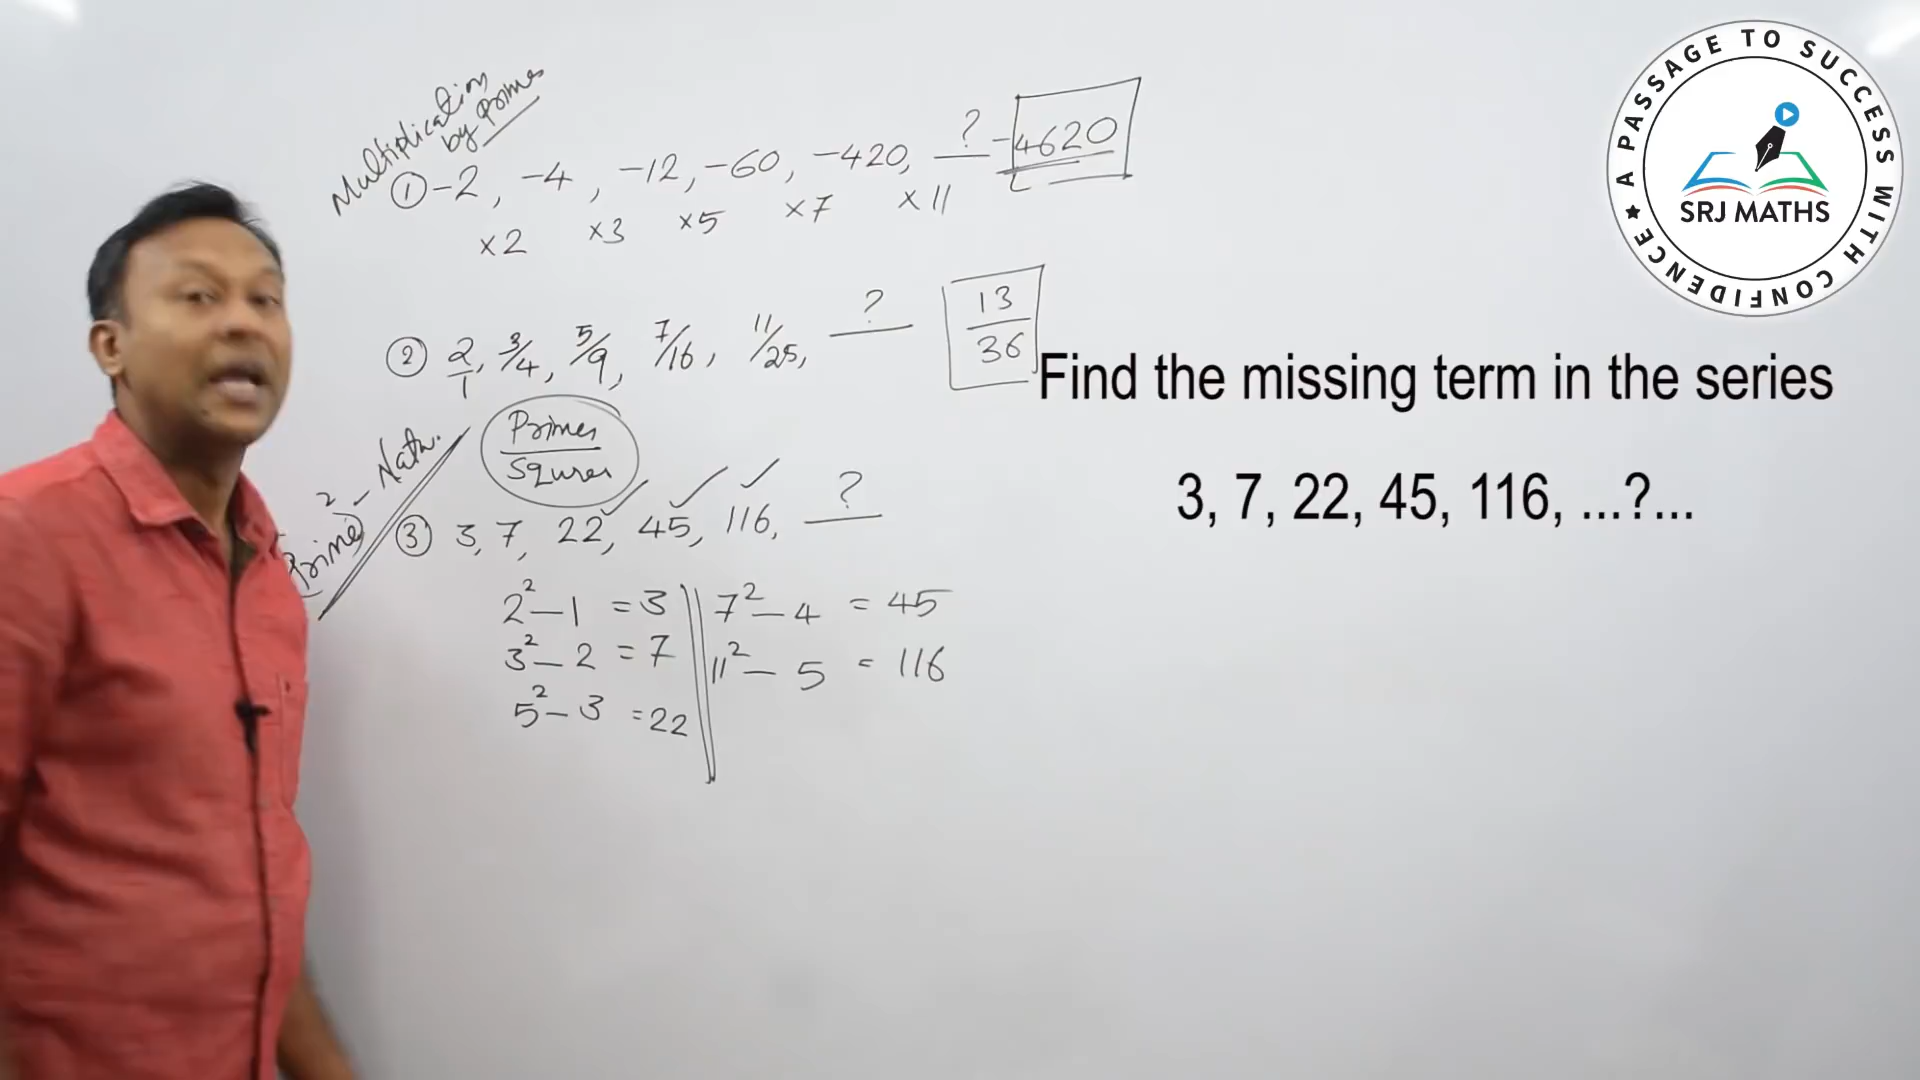 Multiplication
by Primes
① -2, -4, -12, -60, -420, ? -4620
×2 ×3 ×5 ×7 ×11
② 2/1, 3/4, 5/9, 7/16, 11/25, ? 13/36
Primes
Squres
(Prime)² - Natu.
③ 3, 7, 22, 45, 116, ?
2² - 1 = 3
3² - 2 = 7
5² - 3 = 22
7² - 4 = 45
11² - 5 = 116
A PASSAGE TO SUCCESS WITH CONFIDENCE
SRJ MATHS
Find the missing term in the series
3, 7, 22, 45, 116, ...?...